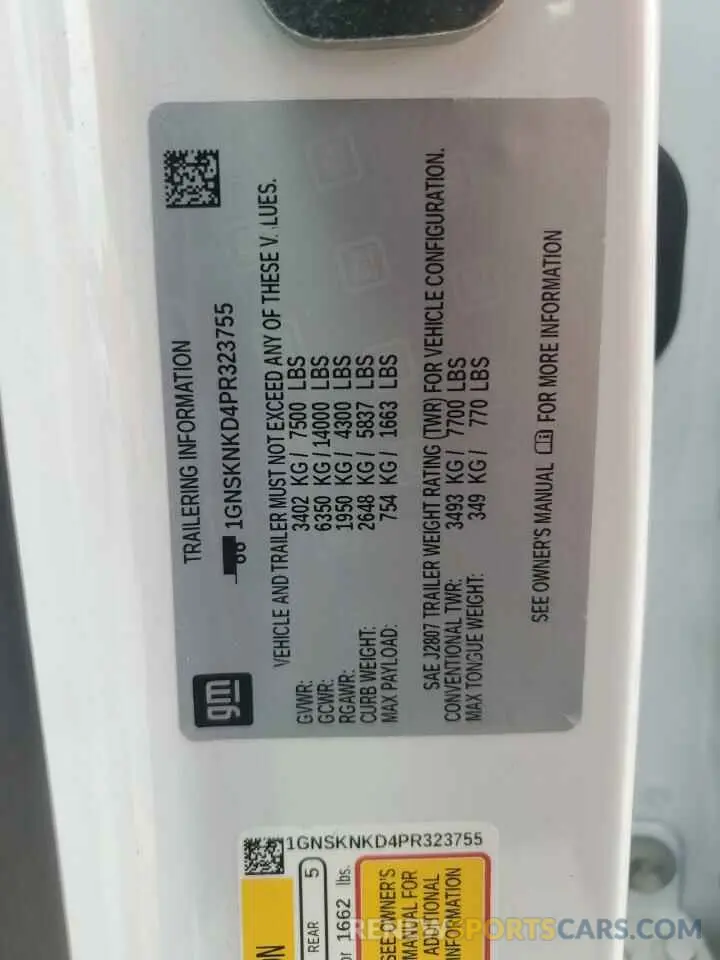 gm
TRAILERING INFORMATION
1GNSKNKD4PR323755
VEHICLE AND TRAILER MUST NOT EXCEED ANY OF THESE V. LUES.
GVWR: 3402 KG / 7500 LBS
GCWR: 6350 KG / 14000 LBS
RGAWR: 1950 KG / 4300 LBS
CURB WEIGHT: 2648 KG / 5837 LBS
MAX PAYLOAD: 754 KG / 1663 LBS
SAE J2807 TRAILER WEIGHT RATING (TWR) FOR VEHICLE CONFIGURATION.
CONVENTIONAL TWR: 3493 KG / 7700 LBS
MAX TONGUE WEIGHT: 349 KG / 770 LBS
SEE OWNER'S MANUAL FOR MORE INFORMATION
1GNSKNKD4PR323755
REAR 5
or 1662 lbs.
SEE OWNER'S
MANUAL FOR
ADDITIONAL
INFORMATION
RENEWSPORTSCARS.COM